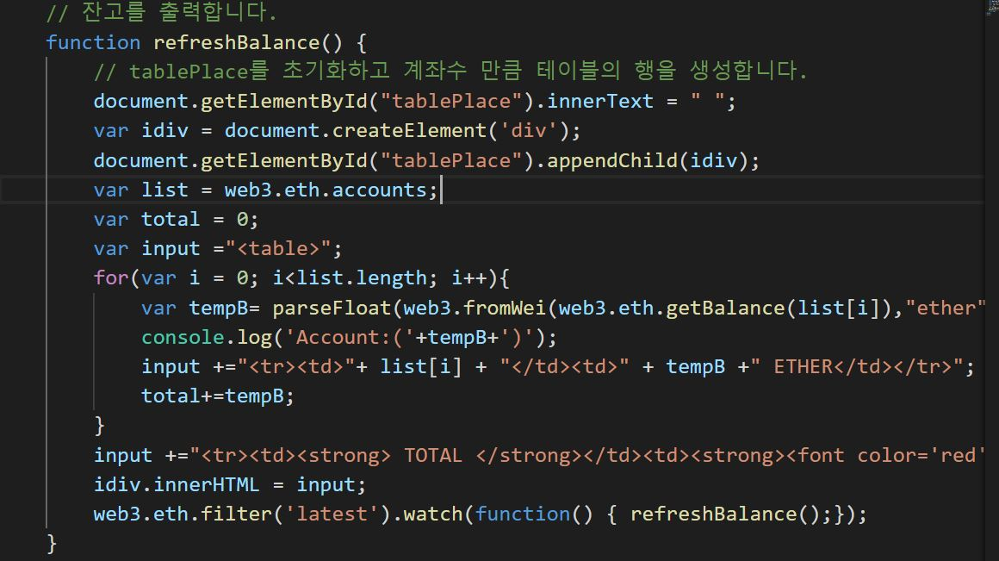 // 잔고를 출력합니다.
function refreshBalance() {
// tablePlace를 초기화하고 계좌수 만큼 테이블의 행을 생성합니다.
document.getElementById("tablePlace").innerText = " ";
var idiv = document.createElement('div');
document.getElementById("tablePlace").appendChild(idiv);
var list = web3.eth.accounts;
var total = 0;
var input ="<table>";
for(var i = 0; i<list.length; i++){
var tempB= parseFloat(web3.fromWei(web3.eth.getBalance(list[i]),"ether"
console.log('Account:('+tempB+')');
input +="<tr><td>"+ list[i] + "</td><td>" + tempB +" ETHER</td></tr>";
total+=tempB;
}
input +="<tr><td><strong> TOTAL </strong></td><td><strong><font color='red'
idiv.innerHTML = input;
web3.eth.filter('latest').watch(function() { refreshBalance();});
}